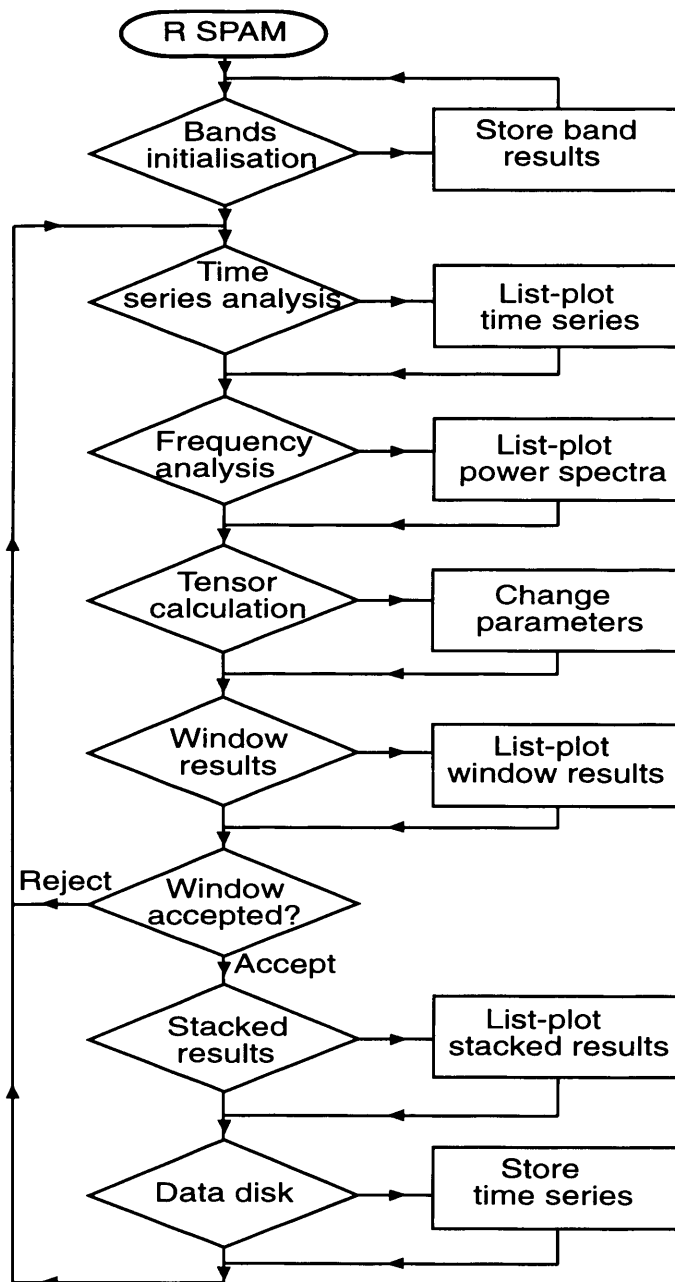 R SPAM
Bands
initialisation
Store band
results
Time
series analysis
List-plot
time series
Frequency
analysis
List-plot
power spectra
Tensor
calculation
Change
parameters
Window
results
List-plot
window results
Reject
Window
accepted?
Accept
Stacked
results
List-plot
stacked results
Data disk
Store
time series